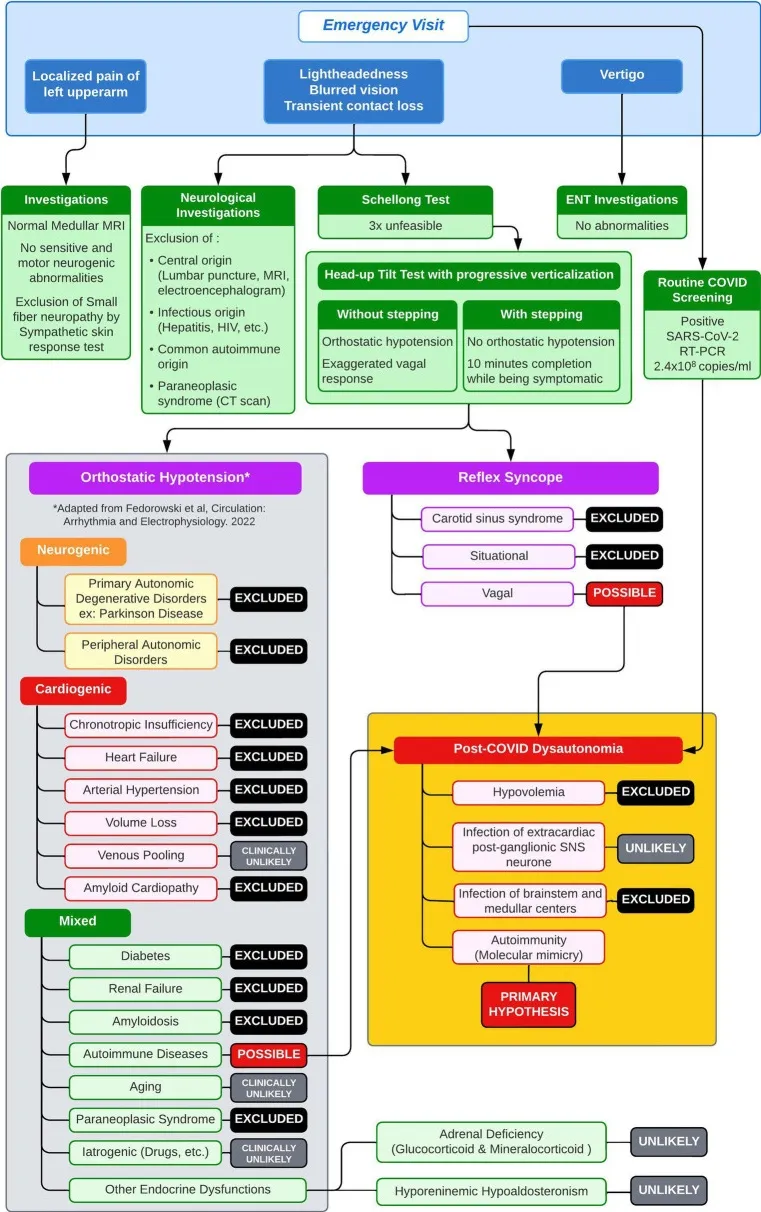 Emergency Visit
Localized pain of
left upperarm
Lightheadedness
Blurred vision
Transient contact loss
Vertigo
Investigations
Normal Medullar MRI
No sensitive and
motor neurogenic
abnormalities
Exclusion of Small
fiber neuropathy by
Sympathetic skin
response test
Neurological
Investigations
Exclusion of :
• Central origin
(Lumbar puncture, MRI,
electroencephalogram)
• Infectious origin
(Hepatitis, HIV, etc.)
• Common autoimmune
origin
• Paraneoplasic
syndrome (CT scan)
Schellong Test
3x unfeasible
Head-up Tilt Test with progressive verticalization
Without stepping
Orthostatic hypotension
Exaggerated vagal
response
With stepping
No orthostatic hypotension
10 minutes completion
while being symptomatic
ENT Investigations
No abnormalities
Routine COVID
Screening
Positive
SARS-CoV-2
RT-PCR
2.4x10⁸ copies/ml
Orthostatic Hypotension*
*Adapted from Fedorowski et al, Circulation:
Arrhythmia and Electrophysiology. 2022
Neurogenic
Primary Autonomic
Degenerative Disorders
ex: Parkinson Disease
EXCLUDED
Peripheral Autonomic
Disorders
EXCLUDED
Cardiogenic
Chronotropic Insufficiency
EXCLUDED
Heart Failure
EXCLUDED
Arterial Hypertension
EXCLUDED
Volume Loss
EXCLUDED
Venous Pooling
CLINICALLY
UNLIKELY
Amyloid Cardiopathy
EXCLUDED
Mixed
Diabetes
EXCLUDED
Renal Failure
EXCLUDED
Amyloidosis
EXCLUDED
Autoimmune Diseases
POSSIBLE
Aging
CLINICALLY
UNLIKELY
Paraneoplasic Syndrome
EXCLUDED
Iatrogenic (Drugs, etc.)
CLINICALLY
UNLIKELY
Other Endocrine Dysfunctions
Adrenal Deficiency
(Glucocorticoid & Mineralocorticoid )
UNLIKELY
Hyporeninemic Hypoaldosteronism
UNLIKELY
Reflex Syncope
Carotid sinus syndrome
EXCLUDED
Situational
EXCLUDED
Vagal
POSSIBLE
Post-COVID Dysautonomia
Hypovolemia
EXCLUDED
Infection of extracardiac
post-ganglionic SNS
neurone
UNLIKELY
Infection of brainstem and
medullar centers
EXCLUDED
Autoimmunity
(Molecular mimicry)
PRIMARY
HYPOTHESIS